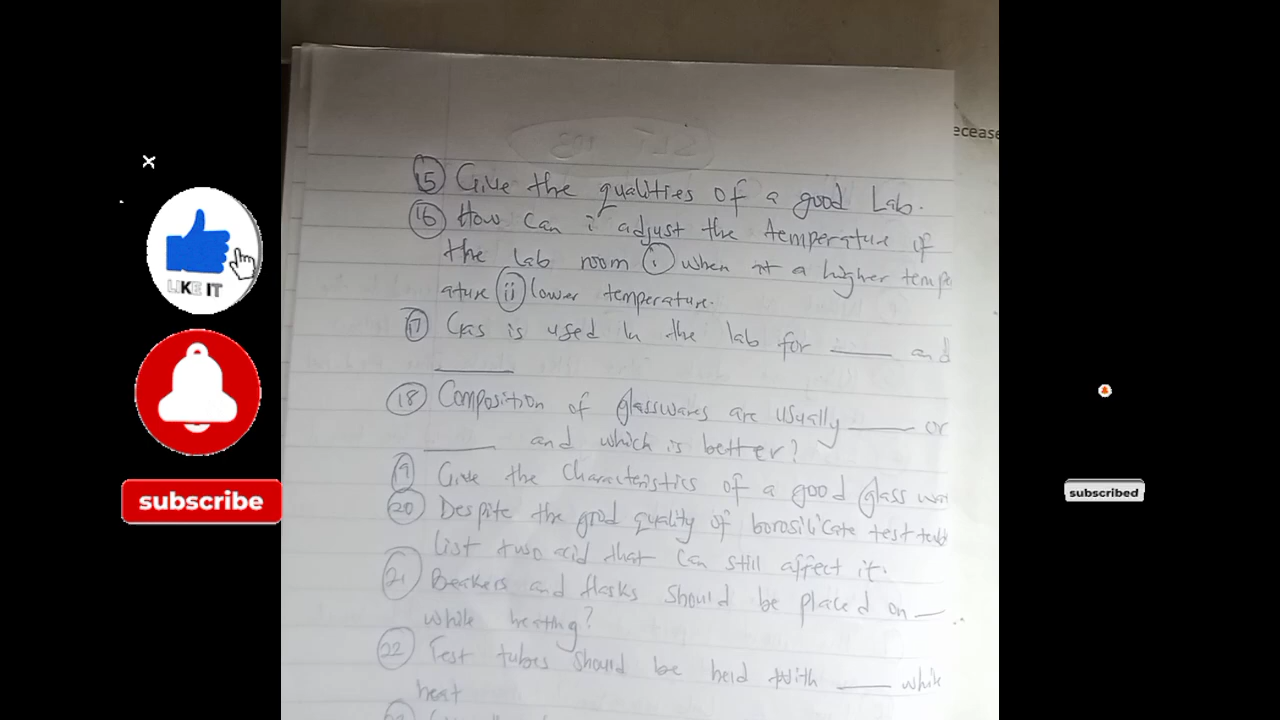 ecease
15 Give the qualities of a good Lab.
16 How can i adjust the temperature of
the lab room i when it a higher temp
ature ii lower temperature.
17 Gas is used in the lab for ____ and
____
18 Composition of glasswares are usually ____ or
____ and which is better?
19 Give the characteristics of a good glass war
20 Despite the good quality of borosilicate test tub
list two acid that can still affect it.
21 Beakers and flasks should be placed on __
while heating?
22 Test tubes should be held with ____ while
heat
LIKE IT
subscribe
subscribed